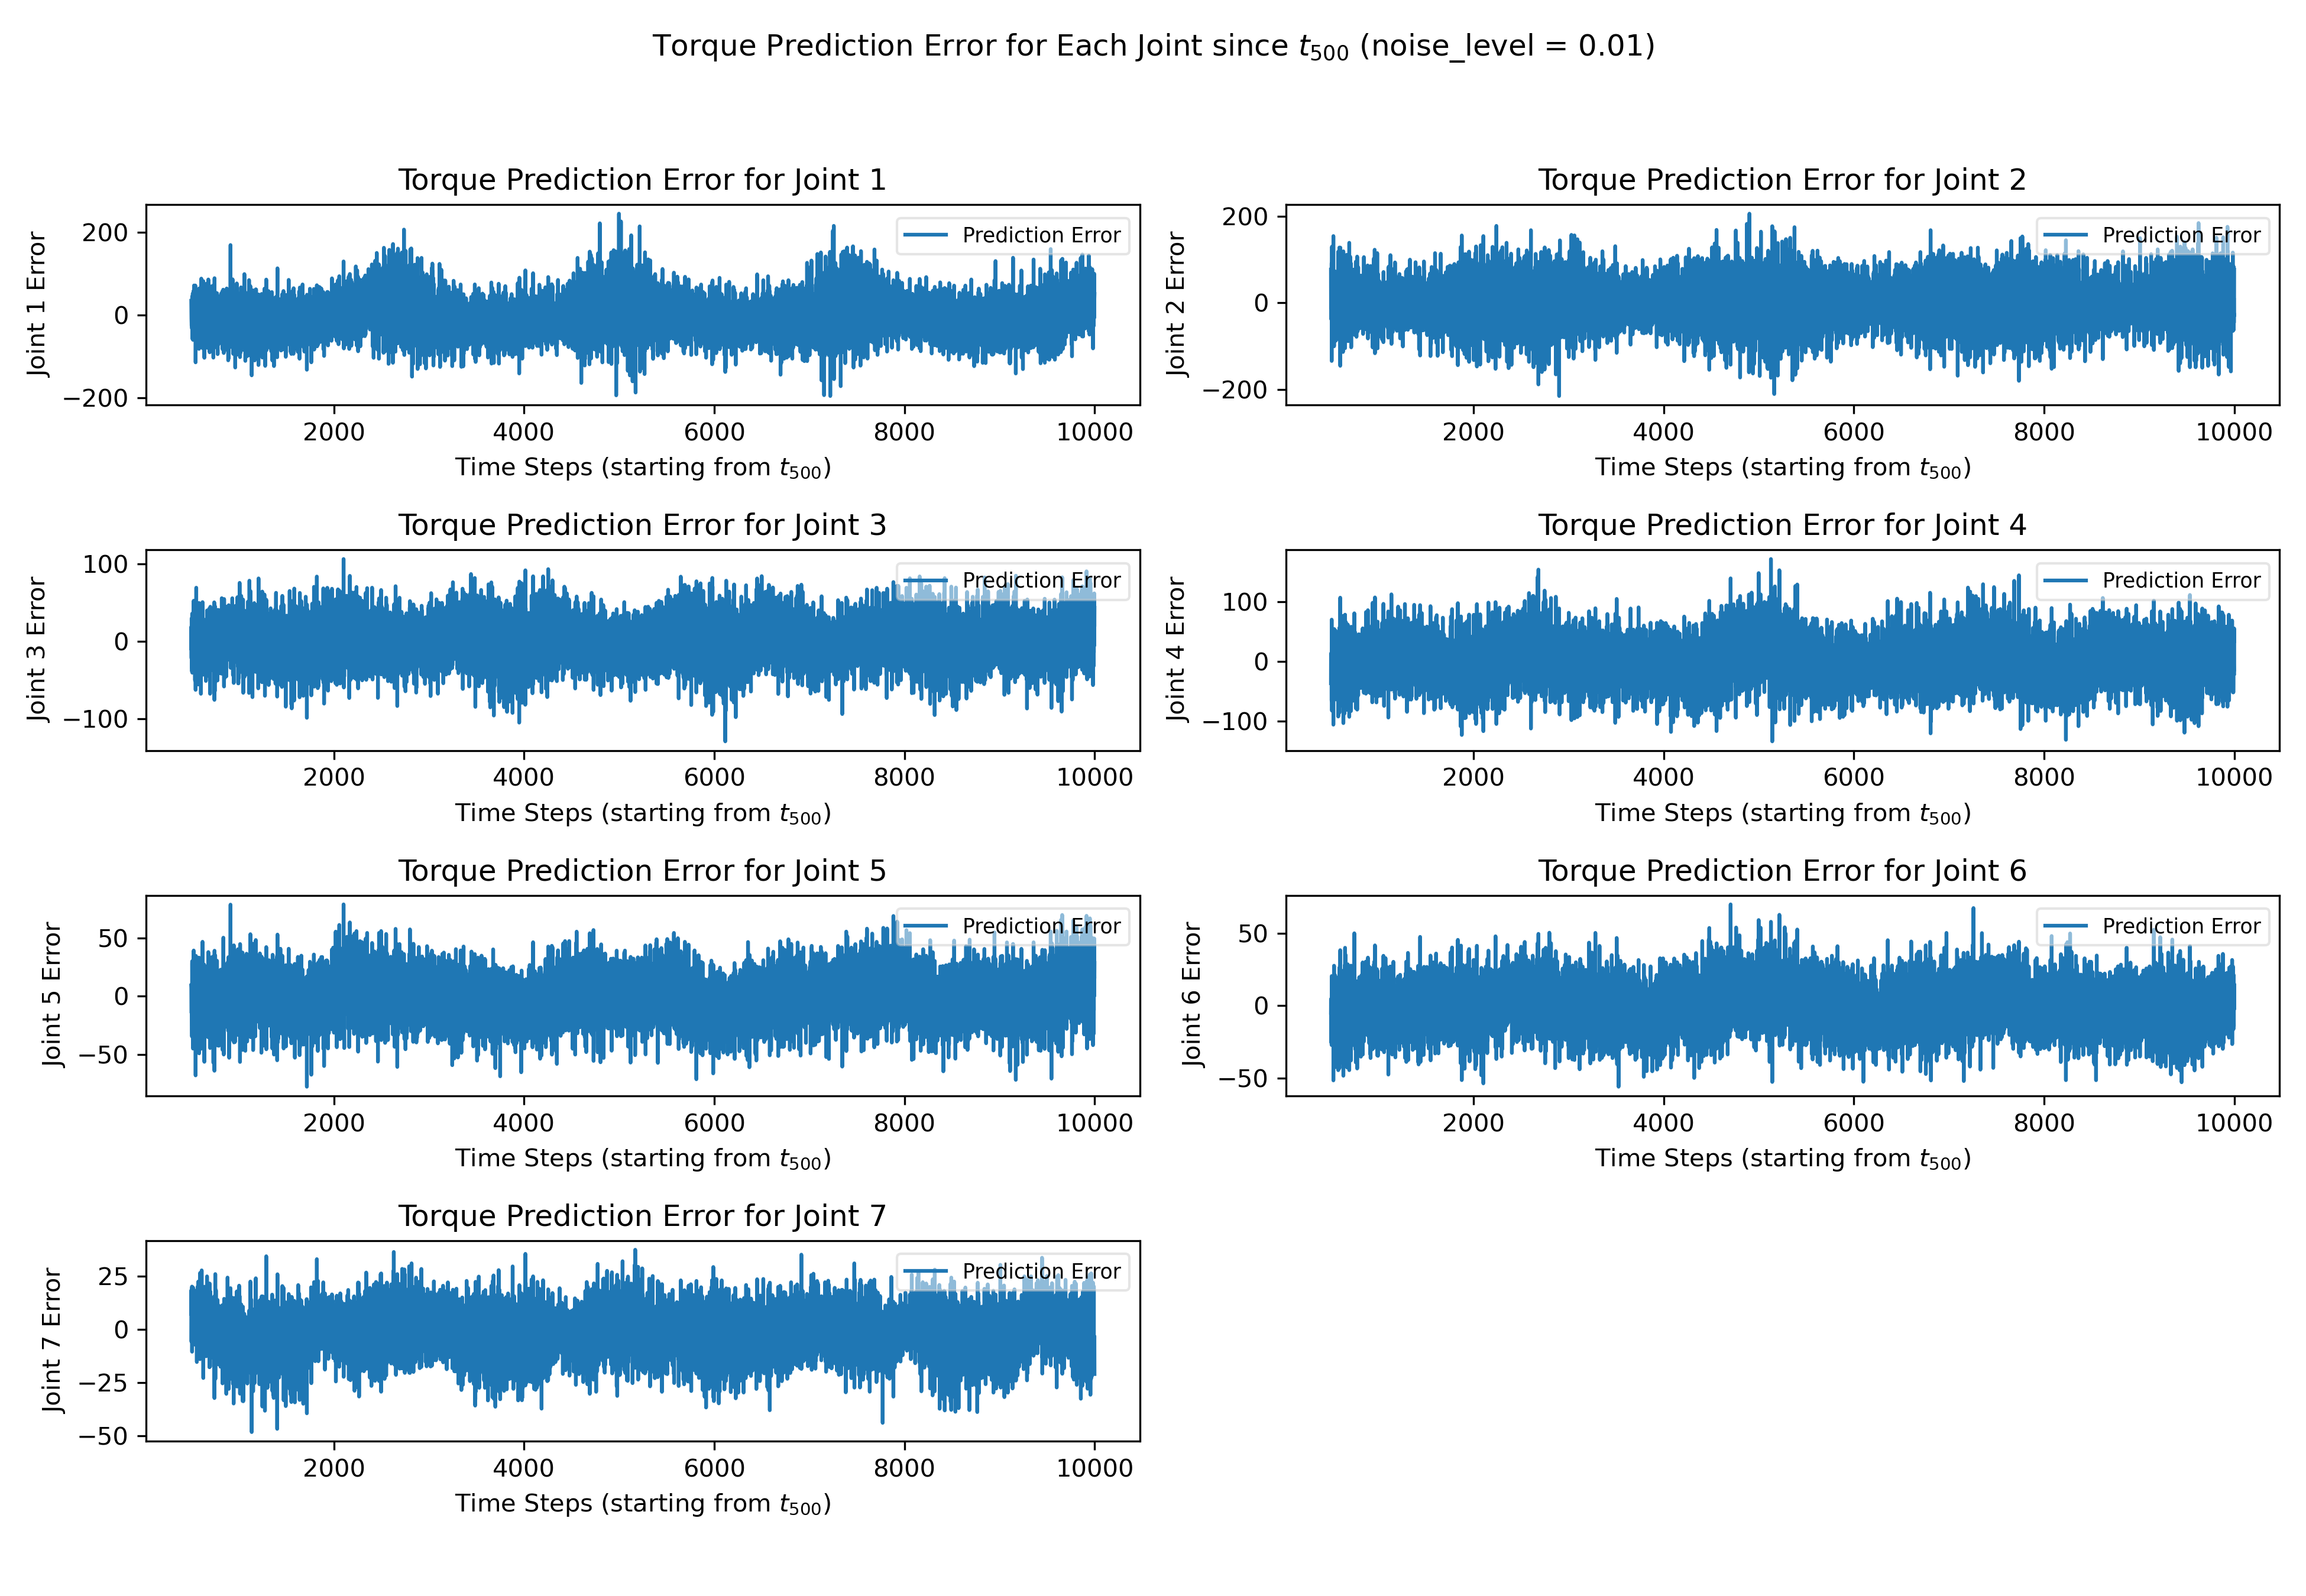 Torque Prediction Error for Each Joint since t500 (noise_level = 0.01)
Torque Prediction Error for Joint 1
Joint 1 Error
200
0
−200
Prediction Error
2000 4000 6000 8000 10000
Time Steps (starting from t500)
Torque Prediction Error for Joint 2
Joint 2 Error
200
0
−200
Prediction Error
2000 4000 6000 8000 10000
Time Steps (starting from t500)
Torque Prediction Error for Joint 3
Joint 3 Error
100
0
−100
Prediction Error
2000 4000 6000 8000 10000
Time Steps (starting from t500)
Torque Prediction Error for Joint 4
Joint 4 Error
100
0
−100
Prediction Error
2000 4000 6000 8000 10000
Time Steps (starting from t500)
Torque Prediction Error for Joint 5
Joint 5 Error
50
0
−50
Prediction Error
2000 4000 6000 8000 10000
Time Steps (starting from t500)
Torque Prediction Error for Joint 6
Joint 6 Error
50
0
−50
Prediction Error
2000 4000 6000 8000 10000
Time Steps (starting from t500)
Torque Prediction Error for Joint 7
Joint 7 Error
25
0
−25
−50
Prediction Error
2000 4000 6000 8000 10000
Time Steps (starting from t500)